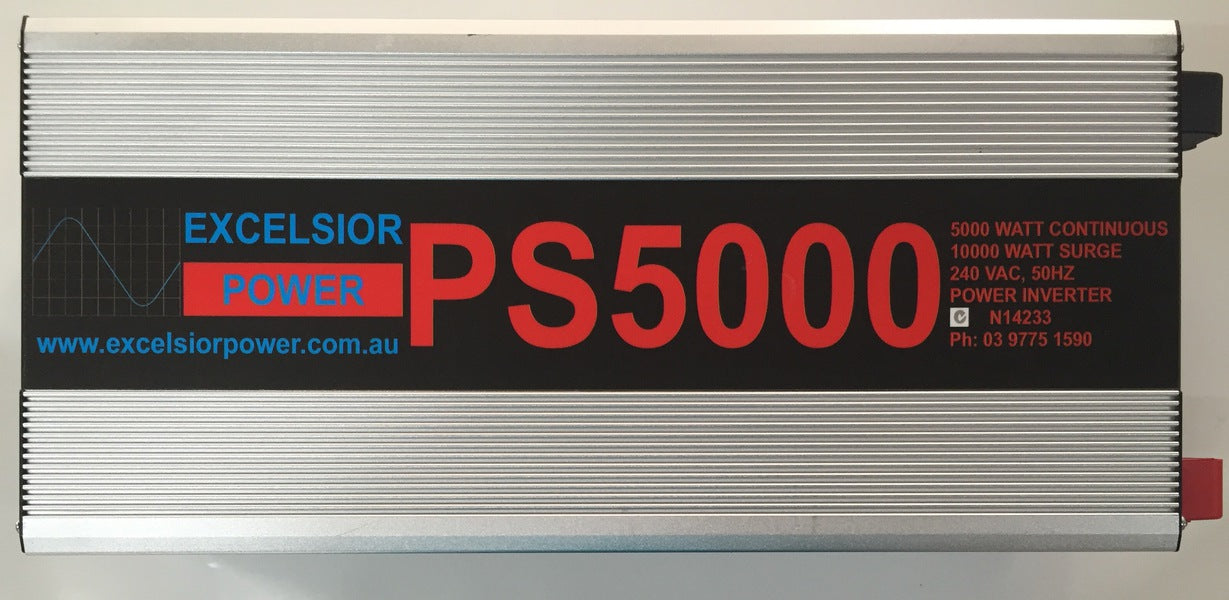 EXCELSIOR
POWER
www.excelsiorpower.com.au
PS5000
5000 WATT CONTINUOUS
10000 WATT SURGE
240 VAC, 50HZ
POWER INVERTER
N14233
Ph: 03 9775 1590